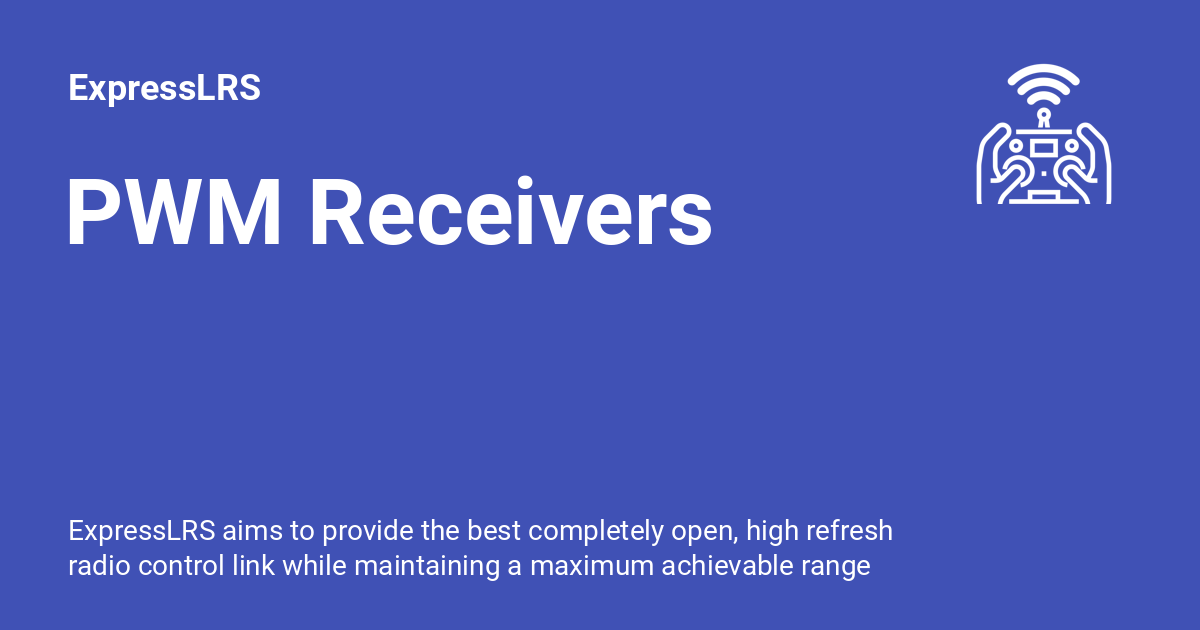 ExpressLRS
PWM Receivers
ExpressLRS aims to provide the best completely open, high refresh
radio control link while maintaining a maximum achievable range